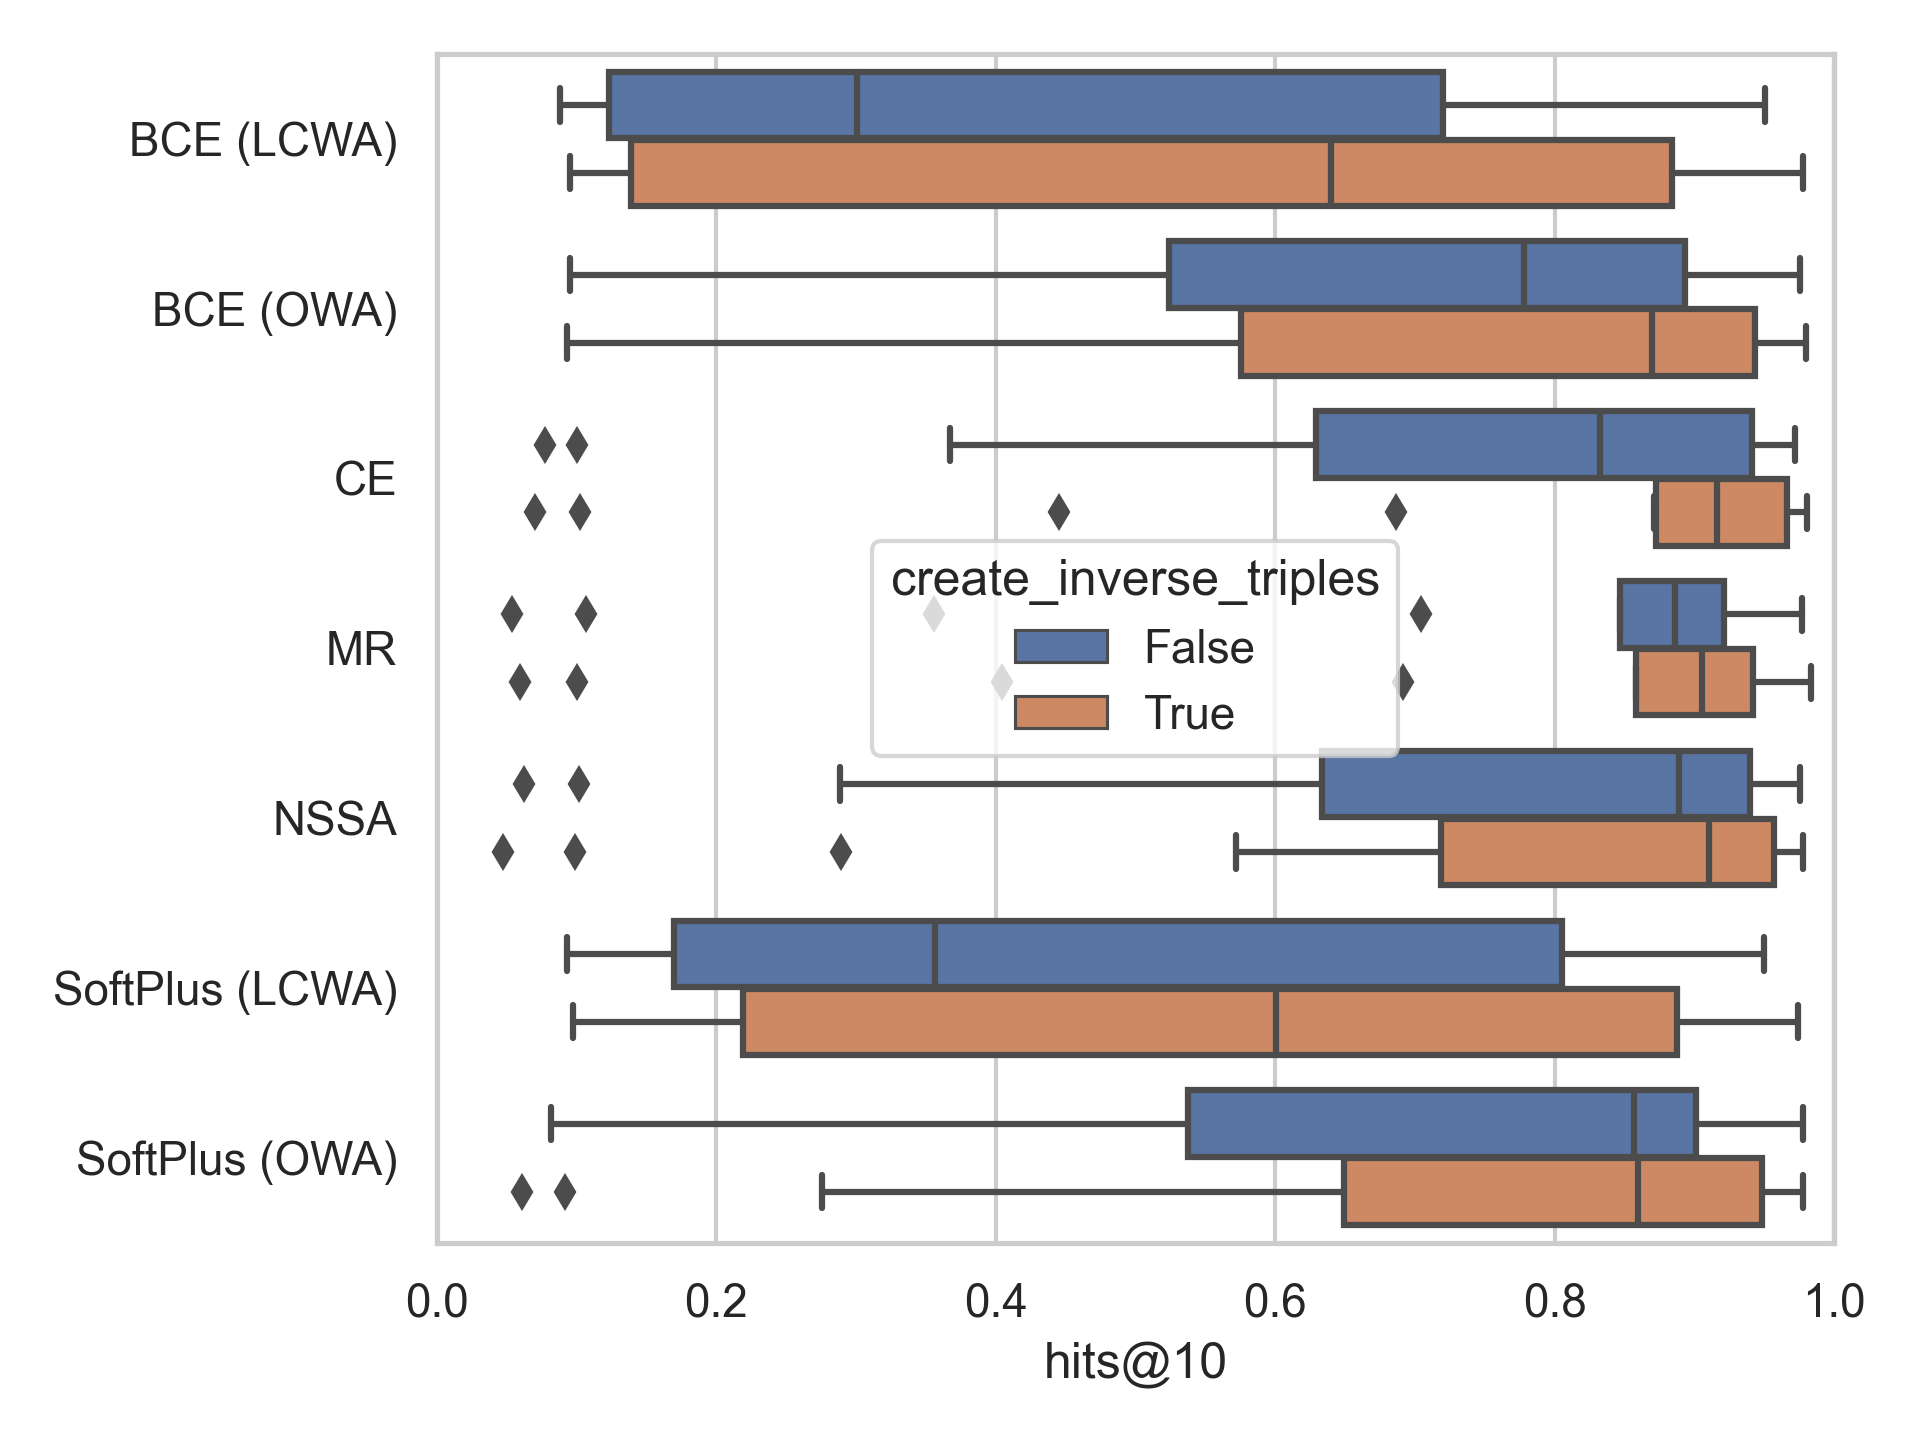 BCE (LCWA)
BCE (OWA)
CE
MR
NSSA
SoftPlus (LCWA)
SoftPlus (OWA)
create_inverse_triples
False
True
0.0 0.2 0.4 0.6 0.8 1.0
hits@10